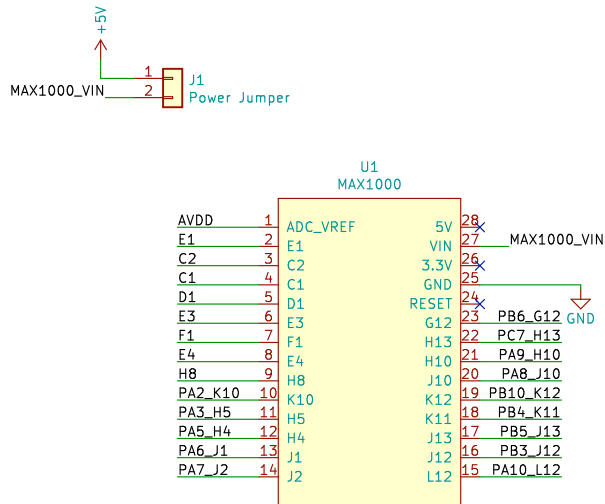 +5V
1 J1
MAX1000_VIN 2 Power Jumper
U1
MAX1000
AVDD 1 ADC_VREF 5V 28
E1 2 E1 VIN 27 MAX1000_VIN
C2 3 C2 3.3V 26
C1 4 C1 GND 25
D1 5 D1 RESET 24 GND
E3 6 E3 G12 23 PB6_G12
F1 7 F1 H13 22 PC7_H13
E4 8 E4 H10 21 PA9_H10
H8 9 H8 J10 20 PA8_J10
PA2_K10 10 K10 K12 19 PB10_K12
PA3_H5 11 H5 K11 18 PB4_K11
PA5_H4 12 H4 J13 17 PB5_J13
PA6_J1 13 J1 J12 16 PB3_J12
PA7_J2 14 J2 L12 15 PA10_L12